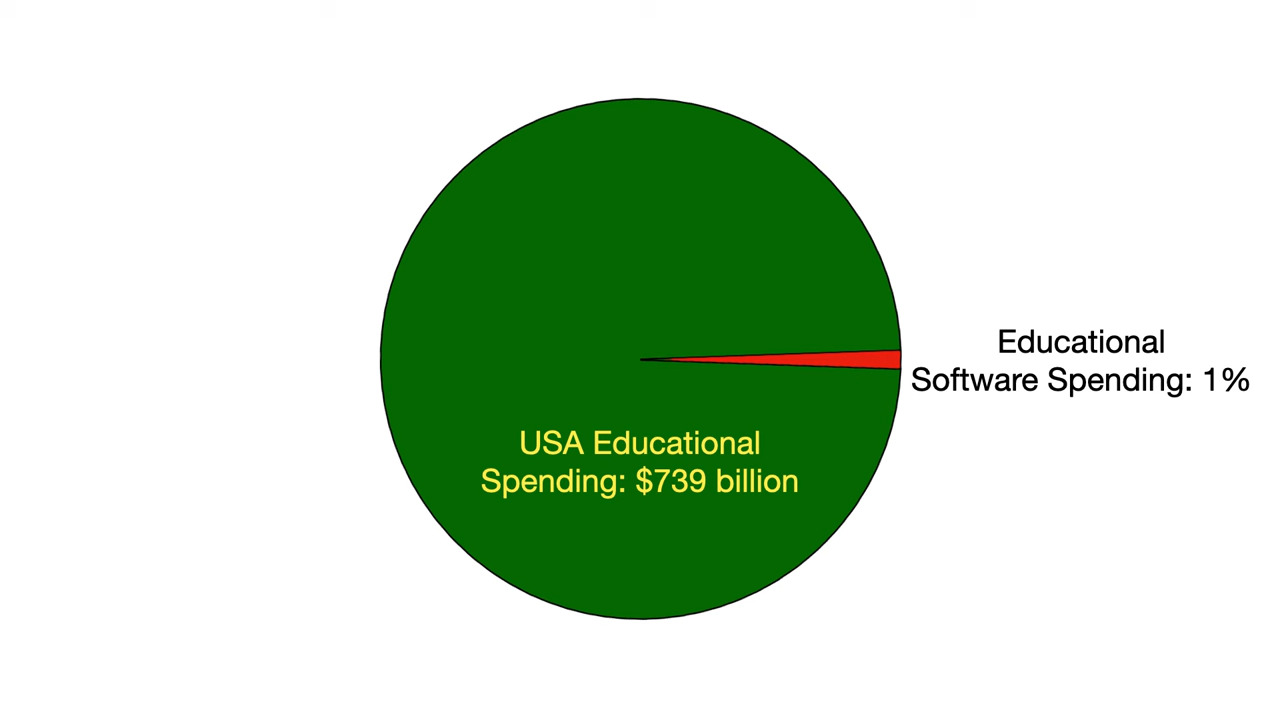 Educational
Software Spending: 1%
USA Educational
Spending: $739 billion